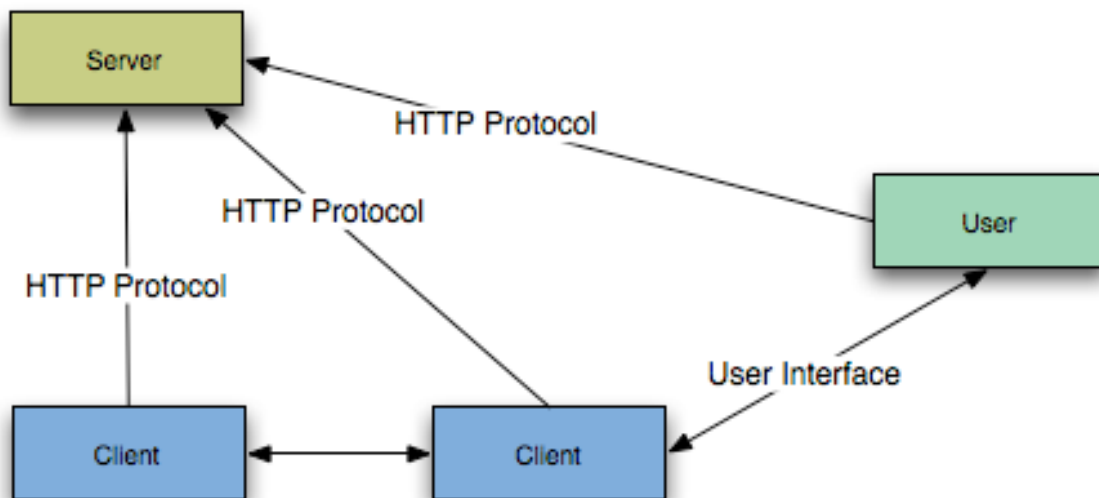 Server
HTTP Protocol
User
HTTP Protocol
HTTP Protocol
User Interface
Client
Client